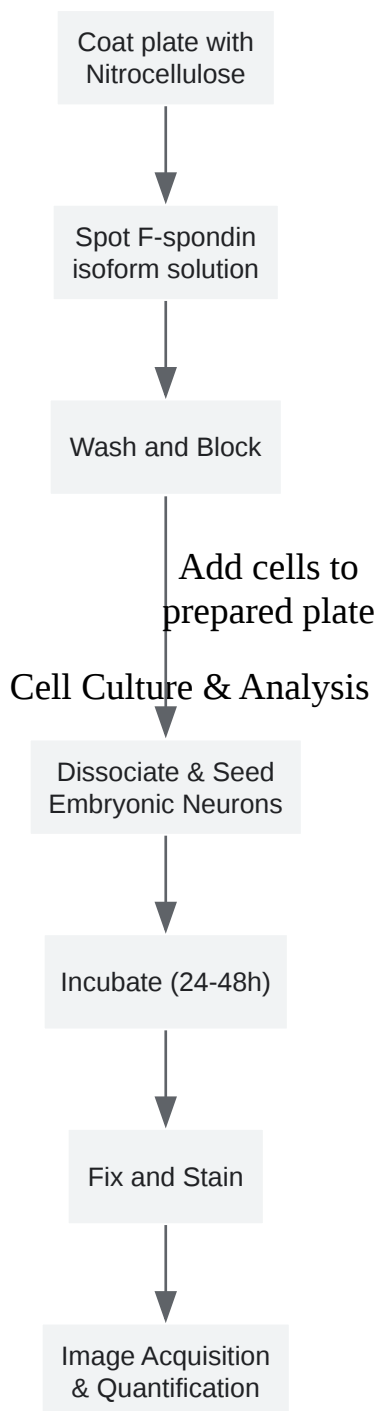 Coat plate with
Nitrocellulose
Spot F-spondin
isoform solution
Wash and Block
Add cells to
prepared plate
Cell Culture & Analysis
Dissociate & Seed
Embryonic Neurons
Incubate (24-48h)
Fix and Stain
Image Acquisition
& Quantification